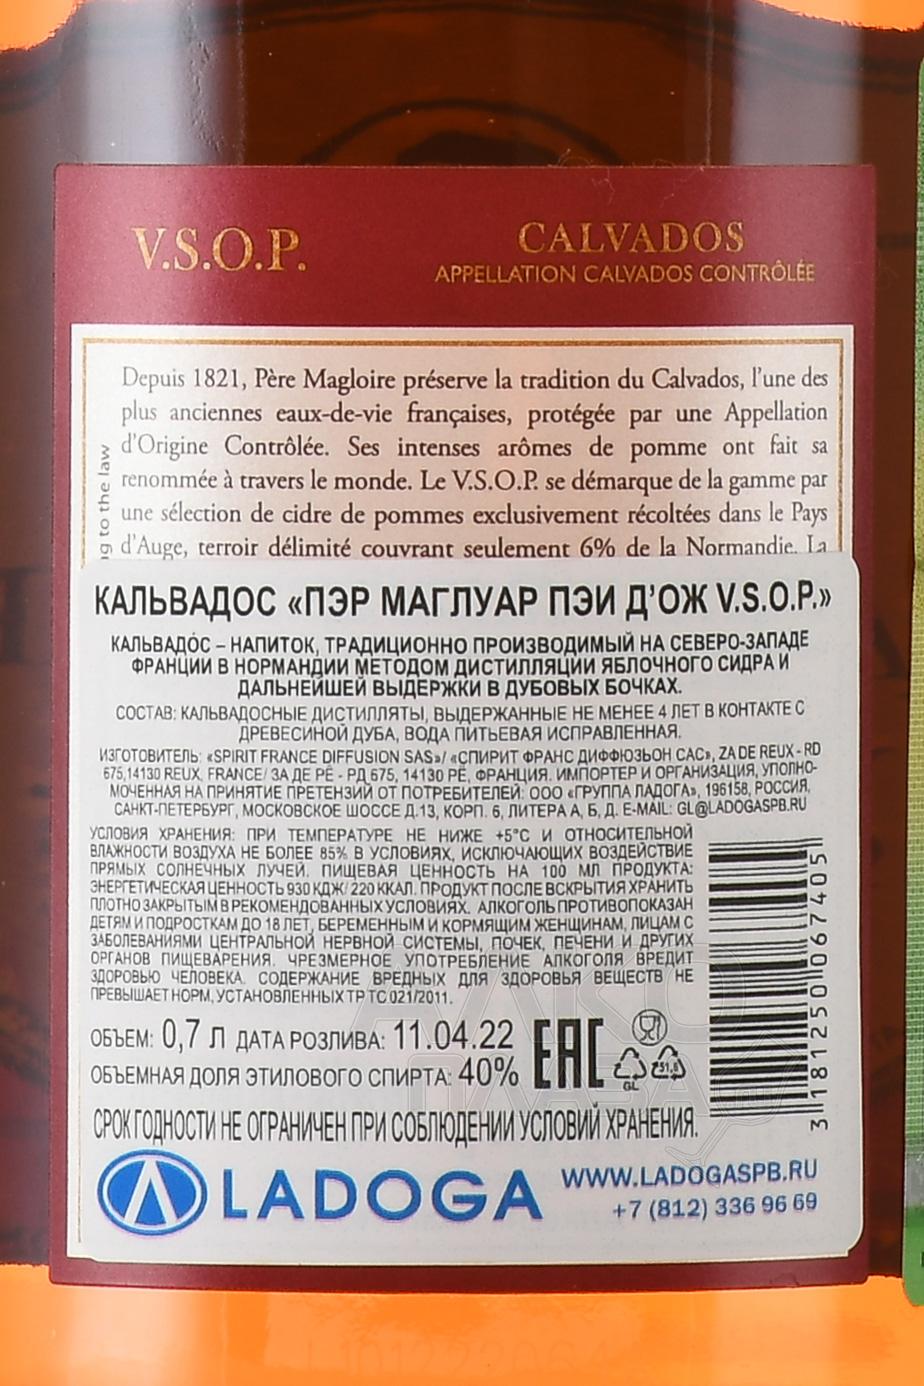 V.S.O.P.
CALVADOS
APPELLATION CALVADOS CONTRÔLÉE
Depuis 1821, Père Magloire préserve la tradition du Calvados, l'une des
plus anciennes eaux-de-vie françaises, protégée par une Appellation
d'Origine Contrôlée. Ses intenses arômes de pomme ont fait sa
renommée à travers le monde. Le V.S.O.P. se démarque de la gamme par
une sélection de cidre de pommes exclusivement récoltées dans le Pays
d'Auge, terroir délimité couvrant seulement 6% de la Normandie. La
to the law
КАЛЬВАДОС «ПЭР МАГЛУАР ПЭИ Д’ОЖ V.S.O.P.»
КАЛЬВАДО́С – НАПИТОК, ТРАДИЦИОННО ПРОИЗВОДИМЫЙ НА СЕВЕРО-ЗАПАДЕ
ФРАНЦИИ В НОРМАНДИИ МЕТОДОМ ДИСТИЛЛЯЦИИ ЯБЛОЧНОГО СИДРА И
ДАЛЬНЕЙШЕЙ ВЫДЕРЖКИ В ДУБОВЫХ БОЧКАХ.
СОСТАВ: КАЛЬВАДОСНЫЕ ДИСТИЛЛЯТЫ, ВЫДЕРЖАННЫЕ НЕ МЕНЕЕ 4 ЛЕТ В КОНТАКТЕ С
ДРЕВЕСИНОЙ ДУБА, ВОДА ПИТЬЕВАЯ ИСПРАВЛЕННАЯ.
ИЗГОТОВИТЕЛЬ: «SPIRIT FRANCE DIFFUSION SAS»/ «СПИРИТ ФРАНС ДИФФЮЗЬОН САС», ZA DE REUX - RD
675,14130 REUX, FRANCE/ ЗА ДЕ РЁ - РД 675, 14130 РЁ, ФРАНЦИЯ. ИМПОРТЕР И ОРГАНИЗАЦИЯ, УПОЛНО-
МОЧЕННАЯ НА ПРИНЯТИЕ ПРЕТЕНЗИЙ ОТ ПОТРЕБИТЕЛЕЙ: ООО «ГРУППА ЛАДОГА», 196158, РОССИЯ,
САНКТ-ПЕТЕРБУРГ, МОСКОВСКОЕ ШОССЕ Д.13, КОРП. 6, ЛИТЕРА А, Б, Д. E-MAIL: GL@LADOGASPB.RU
УСЛОВИЯ ХРАНЕНИЯ: ПРИ ТЕМПЕРАТУРЕ НЕ НИЖЕ +5°С И ОТНОСИТЕЛЬНОЙ
ВЛАЖНОСТИ ВОЗДУХА НЕ БОЛЕЕ 85% В УСЛОВИЯХ, ИСКЛЮЧАЮЩИХ ВОЗДЕЙСТВИЕ
ПРЯМЫХ СОЛНЕЧНЫХ ЛУЧЕЙ. ПИЩЕВАЯ ЦЕННОСТЬ НА 100 МЛ ПРОДУКТА:
ЭНЕРГЕТИЧЕСКАЯ ЦЕННОСТЬ 930 КДЖ/ 220 ККАЛ. ПРОДУКТ ПОСЛЕ ВСКРЫТИЯ ХРАНИТЬ
ПЛОТНО ЗАКРЫТЫМ В РЕКОМЕНДОВАННЫХ УСЛОВИЯХ. АЛКОГОЛЬ ПРОТИВОПОКАЗАН
ДЕТЯМ И ПОДРОСТКАМ ДО 18 ЛЕТ, БЕРЕМЕННЫМ И КОРМЯЩИМ ЖЕНЩИНАМ, ЛИЦАМ С
ЗАБОЛЕВАНИЯМИ ЦЕНТРАЛЬНОЙ НЕРВНОЙ СИСТЕМЫ, ПОЧЕК, ПЕЧЕНИ И ДРУГИХ
ОРГАНОВ ПИЩЕВАРЕНИЯ. ЧРЕЗМЕРНОЕ УПОТРЕБЛЕНИЕ АЛКОГОЛЯ ВРЕДИТ
ЗДОРОВЬЮ ЧЕЛОВЕКА. СОДЕРЖАНИЕ ВРЕДНЫХ ДЛЯ ЗДОРОВЬЯ ВЕЩЕСТВ НЕ
ПРЕВЫШАЕТ НОРМ, УСТАНОВЛЕННЫХ ТР ТС 021/2011.
3181250067405
ОБЪЕМ: 0,7 Л ДАТА РОЗЛИВА: 11.04.22
ОБЪЕМНАЯ ДОЛЯ ЭТИЛОВОГО СПИРТА: 40%
EAC
GL
СРОК ГОДНОСТИ НЕ ОГРАНИЧЕН ПРИ СОБЛЮДЕНИИ УСЛОВИЙ ХРАНЕНИЯ.
LADOGA
WWW.LADOGASPB.RU
+7 (812) 336 96 69
АЛКО
ПЛАЗА